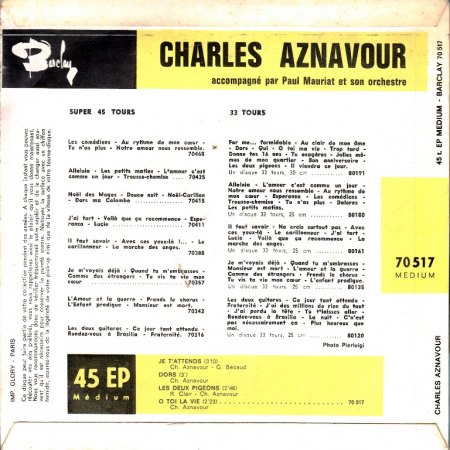 Barclay
CHARLES AZNAVOUR
accompagné par Paul Mauriat et son orchestre
SUPER 45 TOURS
Les comédiens - Au rythme de mon cœur -
Tu n'as plus - Notre amour nous ressemble.
70468
Alleluia - Les petits maties - L'amour c'est
comme un jour - Trousse-chemise - 70435
Noël des Mages - Douce nuit - Noël-Carillon
- Dors ma Colombe - 70415
J'ai tort - Voilà que ça recommence - Espe-
ranza - Lucie 70411
Il faut savoir - Avec ces yeux-là !... - Le
carillonneur - La marche des anges.
70388
Je m'voyais déjà - Quand tu m'embrasses -
Comme des étrangers - Tu vis ta vie mon
cœur 70357
L'Amour et la guerre - Prends le chorus -
L'Enfant prodigue - Monsieur est mort.
70342
Les deux guitares - Ce jour tant attendu -
Rendez-vous à Brasilia - Fraternité - 70316
33 TOURS
For me... formidable - Au clair de mon âme
- Dors - Qui - O toi ma vie - Trop tard -
Donne tes 16 ans - Tu exagères - Jolies mô-
mes de mon quartier - Bon anniversaire -
Les deux pigeons - Il viendra ce jour.
Un disque 33 tours, 30 cm 80191
Alleluia - L'amour c'est comme un jour -
Notre amour nous ressemble - Au rythme de
mon cœur - Esperanza - Les comédiens -
Trousse-chemise - Tu n'as plus - Dolores -
Les petits matins.
Un disque 33 tours, 25 cm 80180
Il faut savoir - Ne crois surtout pas - Avec
ces yeux-là - Le carillonneur - J'ai tort -
Lucie - Voilà que ça recommence - La
marche des anges.
Un disque 33 tours, 25 cm - 80161
Je m'voyais déjà - Quand tu m'embrasses -
Monsieur est mort - L'amour et la guerre -
Comme des étrangers - Prends le chorus -
Tu vis ta vie mon cœur - L'enfant prodigue.
Un disque 33 tours, 25 cm 80135
Les deux guitares - Ce jour tant attendu -
Fraternité - J'ai des millions de rien du tout
- J'ai perdu la tête - Tu t'laisses aller -
Rendez-vous à Brasilia - La nuit - C'est pas
nécessairement ça - Plus heureux que
moi.
Un disque 33 tours, 25 cm 80120
Photo Pierluigi
45 EP
Médium
JE T'ATTENDS (3'10)
Ch. Aznavour - G. Bécaud
DORS (3')
Ch. Aznavour
LES DEUX PIGEONS (2'46)
R. Clair - Ch. Aznavour
O TOI LA VIE (2'23) 70 517
Ch. Aznavour
45 t. EP MEDIUM - BARCLAY 70 517
70 517
MEDIUM
CHARLES AZNAVOUR
IMP. GLORY - PARIS